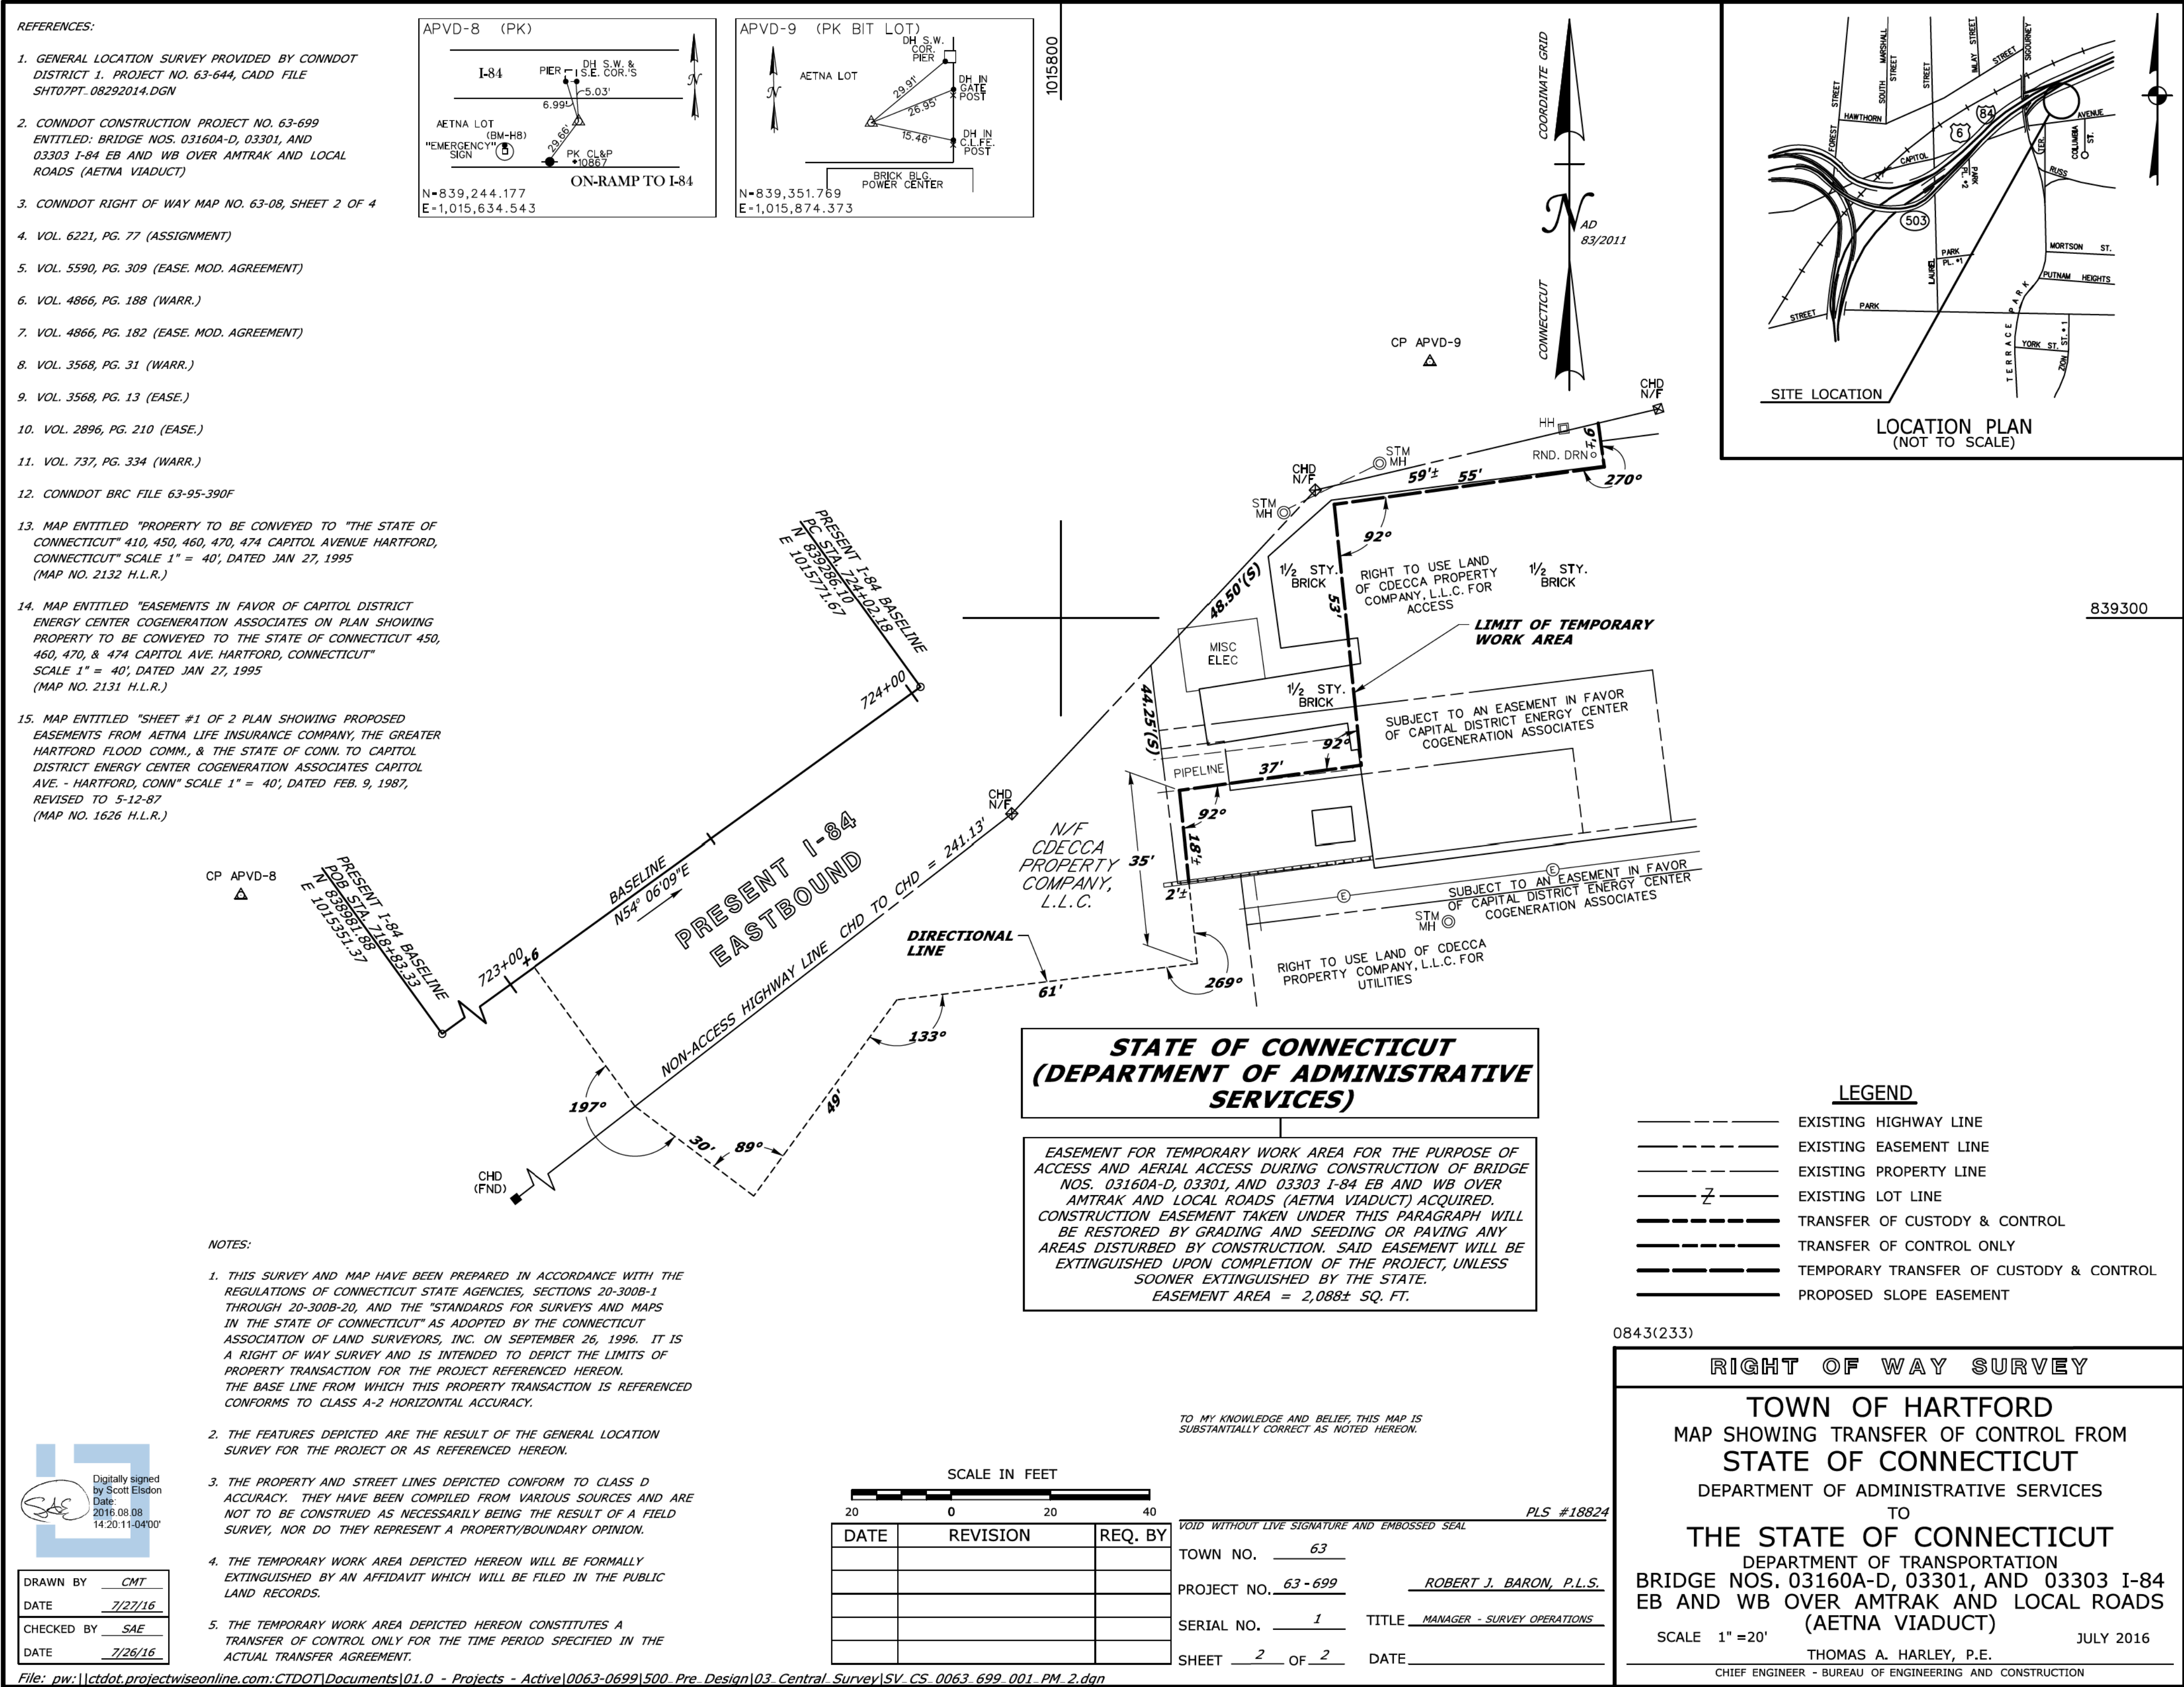 REFERENCES:
1. GENERAL LOCATION SURVEY PROVIDED BY CONNDOT
DISTRICT 1. PROJECT NO. 63-644, CADD FILE
SHT07PT_08292014.DGN
2. CONNDOT CONSTRUCTION PROJECT NO. 63-699
ENTITLED: BRIDGE NOS. 03160A-D, 03301, AND
03303 I-84 EB AND WB OVER AMTRAK AND LOCAL
ROADS (AETNA VIADUCT)
3. CONNDOT RIGHT OF WAY MAP NO. 63-08, SHEET 2 OF 4
4. VOL. 6221, PG. 77 (ASSIGNMENT)
5. VOL. 5590, PG. 309 (EASE. MOD. AGREEMENT)
6. VOL. 4866, PG. 188 (WARR.)
7. VOL. 4866, PG. 182 (EASE. MOD. AGREEMENT)
8. VOL. 3568, PG. 31 (WARR.)
9. VOL. 3568, PG. 13 (EASE.)
10. VOL. 2896, PG. 210 (EASE.)
11. VOL. 737, PG. 334 (WARR.)
12. CONNDOT BRC FILE 63-95-390F
13. MAP ENTITLED "PROPERTY TO BE CONVEYED TO "THE STATE OF
CONNECTICUT" 410, 450, 460, 470, 474 CAPITOL AVENUE HARTFORD,
CONNECTICUT" SCALE 1" = 40', DATED JAN 27, 1995
(MAP NO. 2132 H.L.R.)
14. MAP ENTITLED "EASEMENTS IN FAVOR OF CAPITOL DISTRICT
ENERGY CENTER COGENERATION ASSOCIATES ON PLAN SHOWING
PROPERTY TO BE CONVEYED TO THE STATE OF CONNECTICUT 450,
460, 470, & 474 CAPITOL AVE. HARTFORD, CONNECTICUT"
SCALE 1" = 40', DATED JAN 27, 1995
(MAP NO. 2131 H.L.R.)
15. MAP ENTITLED "SHEET #1 OF 2 PLAN SHOWING PROPOSED
EASEMENTS FROM AETNA LIFE INSURANCE COMPANY, THE GREATER
HARTFORD FLOOD COMM., & THE STATE OF CONN. TO CAPITOL
DISTRICT ENERGY CENTER COGENERATION ASSOCIATES CAPITOL
AVE. - HARTFORD, CONN" SCALE 1" = 40', DATED FEB. 9, 1987,
REVISED TO 5-12-87
(MAP NO. 1626 H.L.R.)
APVD-8 (PK)
I-84
PIER
DH S.W. &
S.E. COR.'S
5.03'
6.99'
AETNA LOT
(BM-H8)
"EMERGENCY"
SIGN
29.66'
PK CL&P
10867
ON-RAMP TO I-84
N
N=839,244.177
E=1,015,634.543
APVD-9 (PK BIT LOT)
DH S.W.
COR.
PIER
AETNA LOT
N
29.91'
DH IN
GATE
POST
26.95'
15.46'
DH IN
C.L.FE.
POST
BRICK BLG.
POWER CENTER
N=839,351.769
E=1,015,874.373
1015800
COORDINATE GRID
N
AD
83/2011
CONNECTICUT
FOREST
STREET
SOUTH MARSHALL
STREET
STREET
IMLAY STREET
STREET
SIGOURNEY
HAWTHORN
84
6
AVENUE
CAPITOL
TER.
COLUMBIA
ST.
PARK
PL. #2
RUSS
503
LAUREL
PARK
PL. #1
MORTSON ST.
PUTNAM HEIGHTS
STREET
PARK
TERRACE PARK
YORK ST.
ZION
ST. # 1
SITE LOCATION
LOCATION PLAN
(NOT TO SCALE)
CP APVD-9
CHD
N/F
HH
9'±
STM
MH
RND. DRN
CHD
N/F
59'± 55'
270°
STM
MH
92°
839300
PRESENT I-84 BASELINE
PC STA. 724+02.18
N 839286.10
E 1015771.67
48.50'(S)
1½ STY.
BRICK
RIGHT TO USE LAND
OF CDECCA PROPERTY
COMPANY, L.L.C. FOR
ACCESS
1½ STY.
BRICK
53'
LIMIT OF TEMPORARY
WORK AREA
MISC
ELEC
724+00
44.25'(S)
1½ STY.
BRICK
SUBJECT TO AN EASEMENT IN FAVOR
OF CAPITAL DISTRICT ENERGY CENTER
COGENERATION ASSOCIATES
92°
PIPELINE
37'
CHD
N/F
92°
N/F
CDECCA
PROPERTY
COMPANY,
L.L.C.
35'
18'±
2'±
CP APVD-8
PRESENT I-84 BASELINE
POB STA. 718+83.33
N 838981.88
E 1015351.37
BASELINE
N54° 06'09"E
PRESENT I-84
EASTBOUND
NON-ACCESS HIGHWAY LINE CHD TO CHD = 241.13'
E
E
SUBJECT TO AN EASEMENT IN FAVOR
OF CAPITAL DISTRICT ENERGY CENTER
COGENERATION ASSOCIATES
STM
MH
723+00
+6
DIRECTIONAL
LINE
RIGHT TO USE LAND OF CDECCA
PROPERTY COMPANY, L.L.C. FOR
UTILITIES
61'
269°
133°
197°
49'
30'
89°
CHD
(FND)
STATE OF CONNECTICUT
(DEPARTMENT OF ADMINISTRATIVE
SERVICES)
EASEMENT FOR TEMPORARY WORK AREA FOR THE PURPOSE OF
ACCESS AND AERIAL ACCESS DURING CONSTRUCTION OF BRIDGE
NOS. 03160A-D, 03301, AND 03303 I-84 EB AND WB OVER
AMTRAK AND LOCAL ROADS (AETNA VIADUCT) ACQUIRED.
CONSTRUCTION EASEMENT TAKEN UNDER THIS PARAGRAPH WILL
BE RESTORED BY GRADING AND SEEDING OR PAVING ANY
AREAS DISTURBED BY CONSTRUCTION. SAID EASEMENT WILL BE
EXTINGUISHED UPON COMPLETION OF THE PROJECT, UNLESS
SOONER EXTINGUISHED BY THE STATE.
EASEMENT AREA = 2,088± SQ. FT.
LEGEND
EXISTING HIGHWAY LINE
EXISTING EASEMENT LINE
EXISTING PROPERTY LINE
Z EXISTING LOT LINE
TRANSFER OF CUSTODY & CONTROL
TRANSFER OF CONTROL ONLY
TEMPORARY TRANSFER OF CUSTODY & CONTROL
PROPOSED SLOPE EASEMENT
NOTES:
1. THIS SURVEY AND MAP HAVE BEEN PREPARED IN ACCORDANCE WITH THE
REGULATIONS OF CONNECTICUT STATE AGENCIES, SECTIONS 20-300B-1
THROUGH 20-300B-20, AND THE "STANDARDS FOR SURVEYS AND MAPS
IN THE STATE OF CONNECTICUT" AS ADOPTED BY THE CONNECTICUT
ASSOCIATION OF LAND SURVEYORS, INC. ON SEPTEMBER 26, 1996. IT IS
A RIGHT OF WAY SURVEY AND IS INTENDED TO DEPICT THE LIMITS OF
PROPERTY TRANSACTION FOR THE PROJECT REFERENCED HEREON.
THE BASE LINE FROM WHICH THIS PROPERTY TRANSACTION IS REFERENCED
CONFORMS TO CLASS A-2 HORIZONTAL ACCURACY.
2. THE FEATURES DEPICTED ARE THE RESULT OF THE GENERAL LOCATION
SURVEY FOR THE PROJECT OR AS REFERENCED HEREON.
3. THE PROPERTY AND STREET LINES DEPICTED CONFORM TO CLASS D
ACCURACY. THEY HAVE BEEN COMPILED FROM VARIOUS SOURCES AND ARE
NOT TO BE CONSTRUED AS NECESSARILY BEING THE RESULT OF A FIELD
SURVEY, NOR DO THEY REPRESENT A PROPERTY/BOUNDARY OPINION.
4. THE TEMPORARY WORK AREA DEPICTED HEREON WILL BE FORMALLY
EXTINGUISHED BY AN AFFIDAVIT WHICH WILL BE FILED IN THE PUBLIC
LAND RECORDS.
5. THE TEMPORARY WORK AREA DEPICTED HEREON CONSTITUTES A
TRANSFER OF CONTROL ONLY FOR THE TIME PERIOD SPECIFIED IN THE
ACTUAL TRANSFER AGREEMENT.
SAE
Digitally signed
by Scott Elsdon
Date:
2016.08.08
14:20:11-04'00'
DRAWN BY CMT
DATE 7/27/16
CHECKED BY SAE
DATE 7/26/16
SCALE IN FEET
20 0 20 40
DATE REVISION REQ. BY
TO MY KNOWLEDGE AND BELIEF, THIS MAP IS
SUBSTANTIALLY CORRECT AS NOTED HEREON.
PLS #18824
VOID WITHOUT LIVE SIGNATURE AND EMBOSSED SEAL
TOWN NO. 63
PROJECT NO. 63-699
ROBERT J. BARON, P.L.S.
SERIAL NO. 1
TITLE MANAGER - SURVEY OPERATIONS
SHEET 2 OF 2
DATE
0843(233)
RIGHT OF WAY SURVEY
TOWN OF HARTFORD
MAP SHOWING TRANSFER OF CONTROL FROM
STATE OF CONNECTICUT
DEPARTMENT OF ADMINISTRATIVE SERVICES
TO
THE STATE OF CONNECTICUT
DEPARTMENT OF TRANSPORTATION
BRIDGE NOS. 03160A-D, 03301, AND 03303 I-84
EB AND WB OVER AMTRAK AND LOCAL ROADS
(AETNA VIADUCT)
SCALE 1"=20'
JULY 2016
THOMAS A. HARLEY, P.E.
CHIEF ENGINEER - BUREAU OF ENGINEERING AND CONSTRUCTION
File: pw:||ctdot.projectwiseonline.com:CTDOT|Documents|01.0 - Projects - Active|0063-0699|500_Pre_Design|03_Central_Survey|SV_CS_0063_699_001_PM_2.dgn